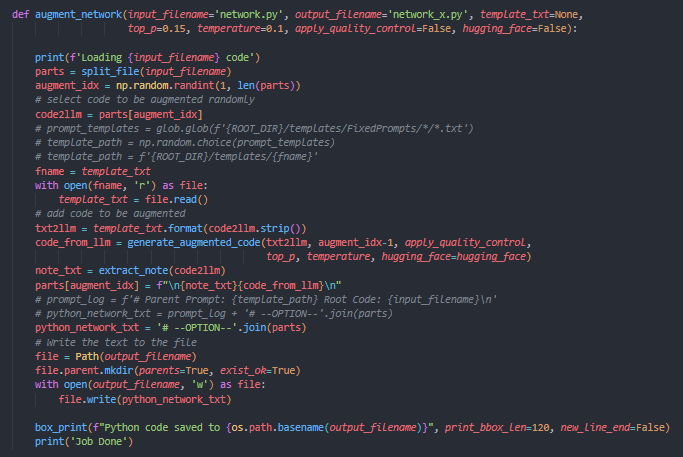 def augment_network(input_filename='network.py', output_filename='network_x.py', template_txt=None,
                    top_p=0.15, temperature=0.1, apply_quality_control=False, hugging_face=False):

    print(f'Loading {input_filename} code')
    parts = split_file(input_filename)
    augment_idx = np.random.randint(1, len(parts))
    # select code to be augmented randomly
    code2llm = parts[augment_idx]
    # prompt_templates = glob.glob(f'{ROOT_DIR}/templates/FixedPrompts/*/*.txt')
    # template_path = np.random.choice(prompt_templates)
    # template_path = f'{ROOT_DIR}/templates/{fname}'
    fname = template_txt
    with open(fname, 'r') as file:
        template_txt = file.read()
    # add code to be augmented
    txt2llm = template_txt.format(code2llm.strip())
    code_from_llm = generate_augmented_code(txt2llm, augment_idx-1, apply_quality_control,
                                            top_p, temperature, hugging_face=hugging_face)
    note_txt = extract_note(code2llm)
    parts[augment_idx] = f"\n{note_txt}{code_from_llm}\n"
    # prompt_log = f'# Parent Prompt: {template_path} Root Code: {input_filename}\n'
    # python_network_txt = prompt_log + '# --OPTION--'.join(parts)
    python_network_txt = '# --OPTION--'.join(parts)
    # Write the text to the file
    file = Path(output_filename)
    file.parent.mkdir(parents=True, exist_ok=True)
    with open(output_filename, 'w') as file:
        file.write(python_network_txt)

    box_print(f"Python code saved to {os.path.basename(output_filename)}", print_bbox_len=120, new_line_end=False)
    print('Job Done')